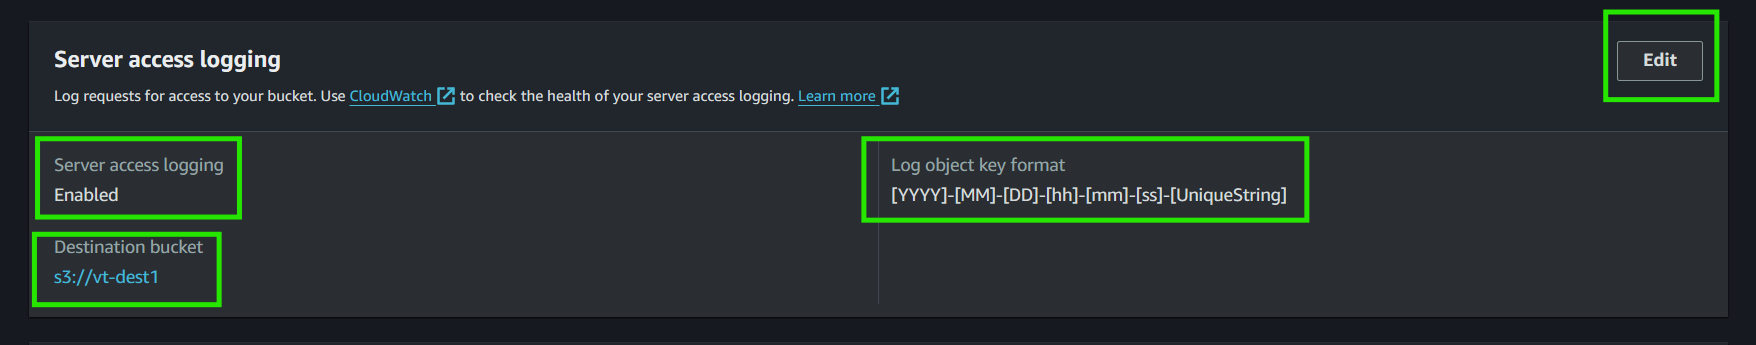 Server access logging
Edit
Log requests for access to your bucket. Use CloudWatch to check the health of your server access logging. Learn more
Server access logging
Enabled
Log object key format
[YYYY]-[MM]-[DD]-[hh]-[mm]-[ss]-[UniqueString]
Destination bucket
s3://vt-dest1